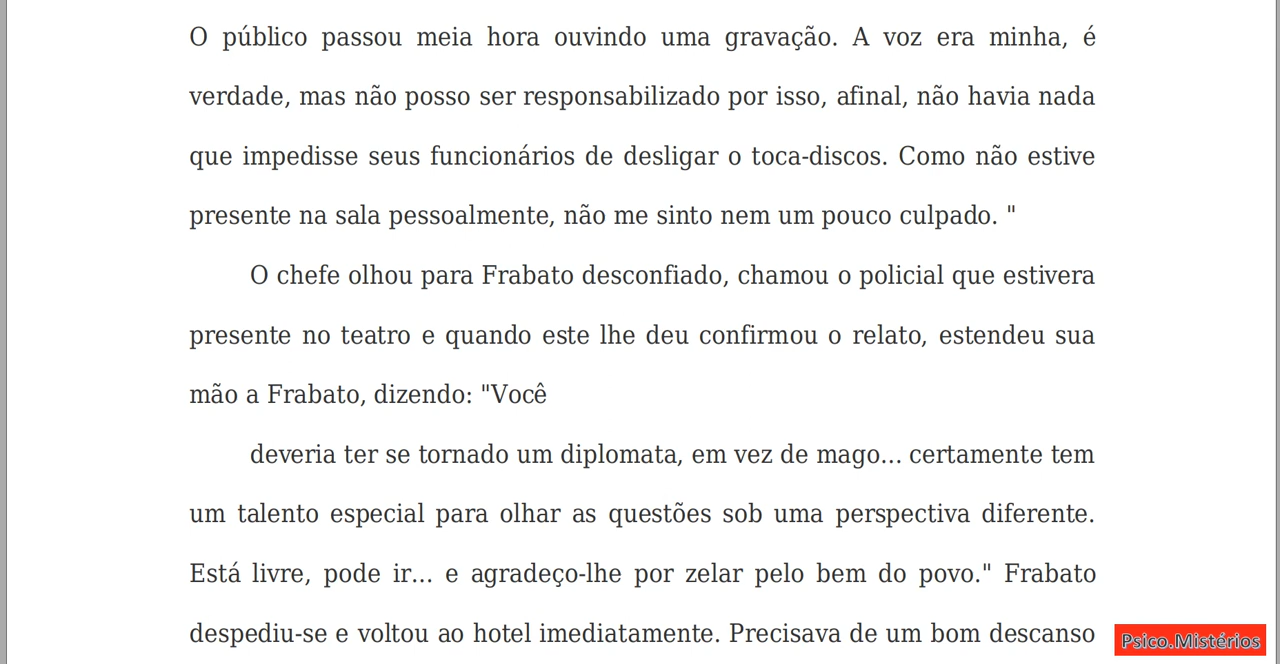 O público passou meia hora ouvindo uma gravação. A voz era minha, é
verdade, mas não posso ser responsabilizado por isso, afinal, não havia nada
que impedisse seus funcionários de desligar o toca-discos. Como não estive
presente na sala pessoalmente, não me sinto nem um pouco culpado. "
O chefe olhou para Frabato desconfiado, chamou o policial que estivera
presente no teatro e quando este lhe deu confirmou o relato, estendeu sua
mão a Frabato, dizendo: "Você
deveria ter se tornado um diplomata, em vez de mago... certamente tem
um talento especial para olhar as questões sob uma perspectiva diferente.
Está livre, pode ir... e agradeço-lhe por zelar pelo bem do povo." Frabato
despediu-se e voltou ao hotel imediatamente. Precisava de um bom descanso
Psico.Mistérios